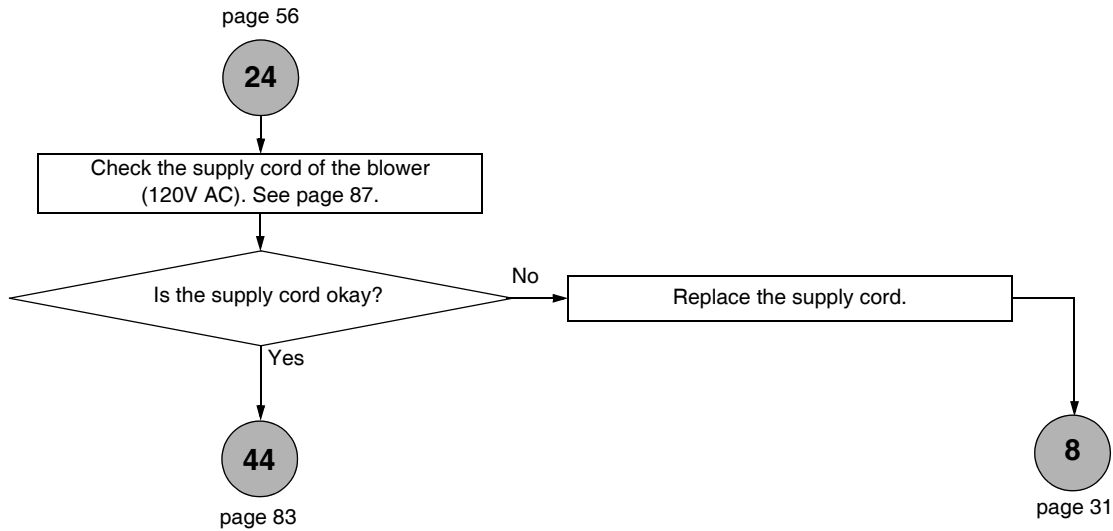 page 56
24
Check the supply cord of the blower
(120V AC). See page 87.
Is the supply cord okay?
No
Replace the supply cord.
Yes
44
page 83
8
page 31